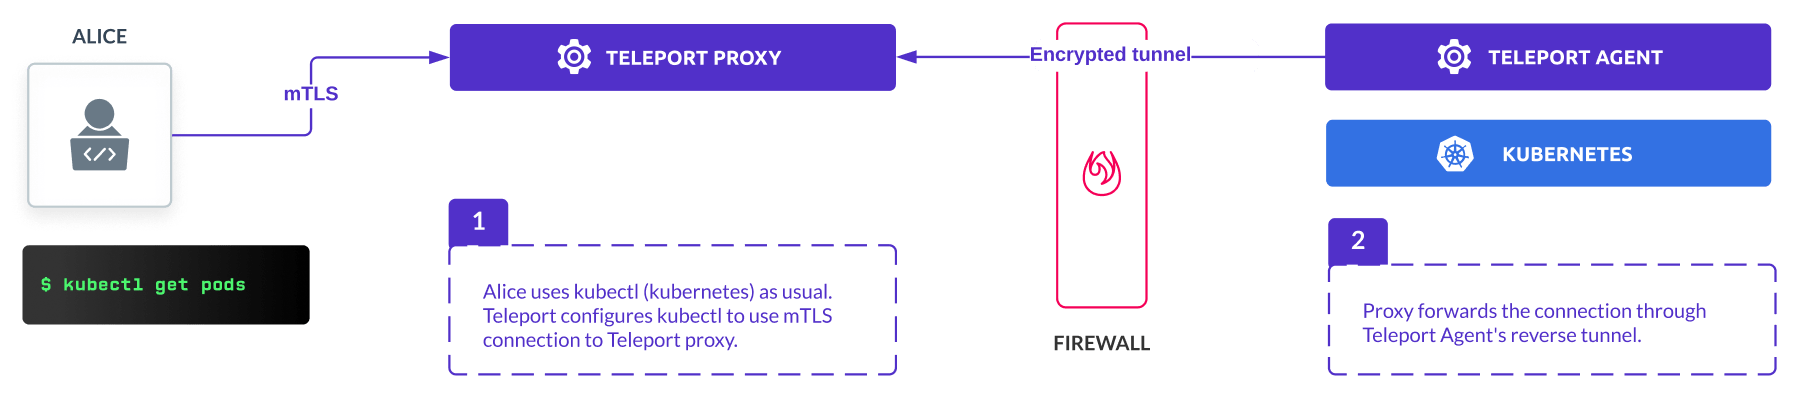 ALICE
mTLS
$ kubectl get pods
TELEPORT PROXY
1
Alice uses kubectl (kubernetes) as usual.
Teleport configures kubectl to use mTLS
connection to Teleport proxy.
Encrypted tunnel
FIREWALL
TELEPORT AGENT
KUBERNETES
2
Proxy forwards the connection through
Teleport Agent's reverse tunnel.